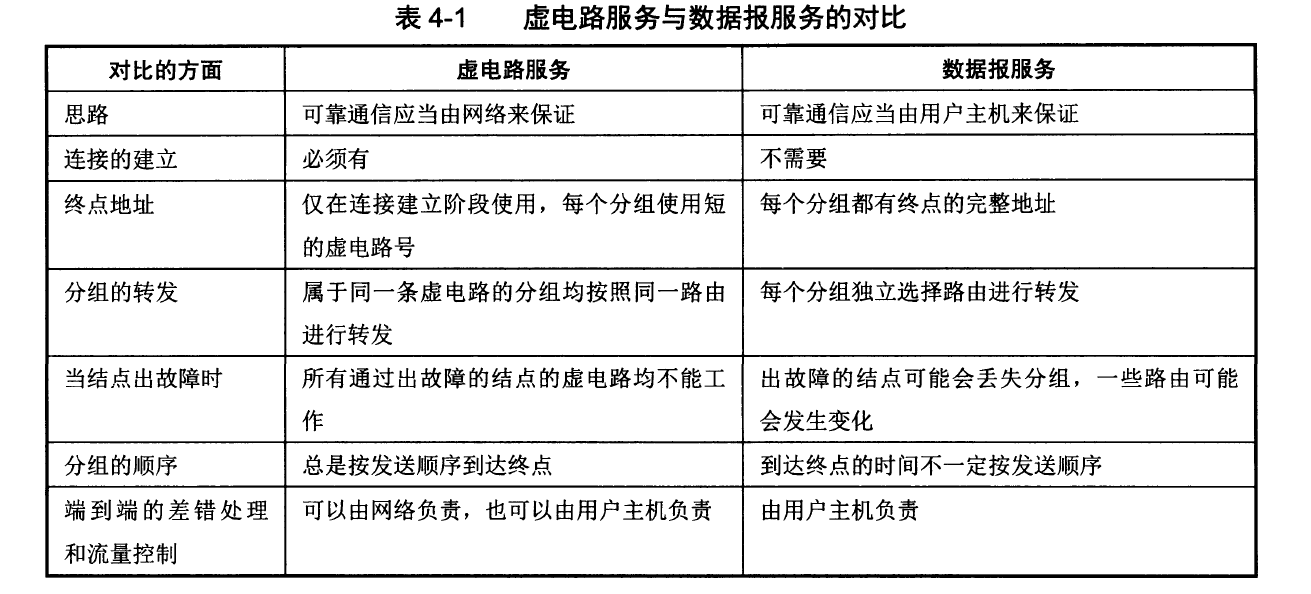 表 4-1 虚电路服务与数据报服务的对比
对比的方面 虚电路服务 数据报服务
思路 可靠通信应当由网络来保证 可靠通信应当由用户主机来保证
连接的建立 必须有 不需要
终点地址 仅在连接建立阶段使用，每个分组使用短 每个分组都有终点的完整地址
的虚电路号
分组的转发 属于同一条虚电路的分组均按照同一路由 每个分组独立选择路由进行转发
进行转发
当结点出故障时 所有通过出故障的结点的虚电路均不能工 出故障的结点可能会丢失分组，一些路由可能
作 会发生变化
分组的顺序 总是按发送顺序到达终点 到达终点的时间不一定按发送顺序
端到端的差错处理 可以由网络负责，也可以由用户主机负责 由用户主机负责
和流量控制